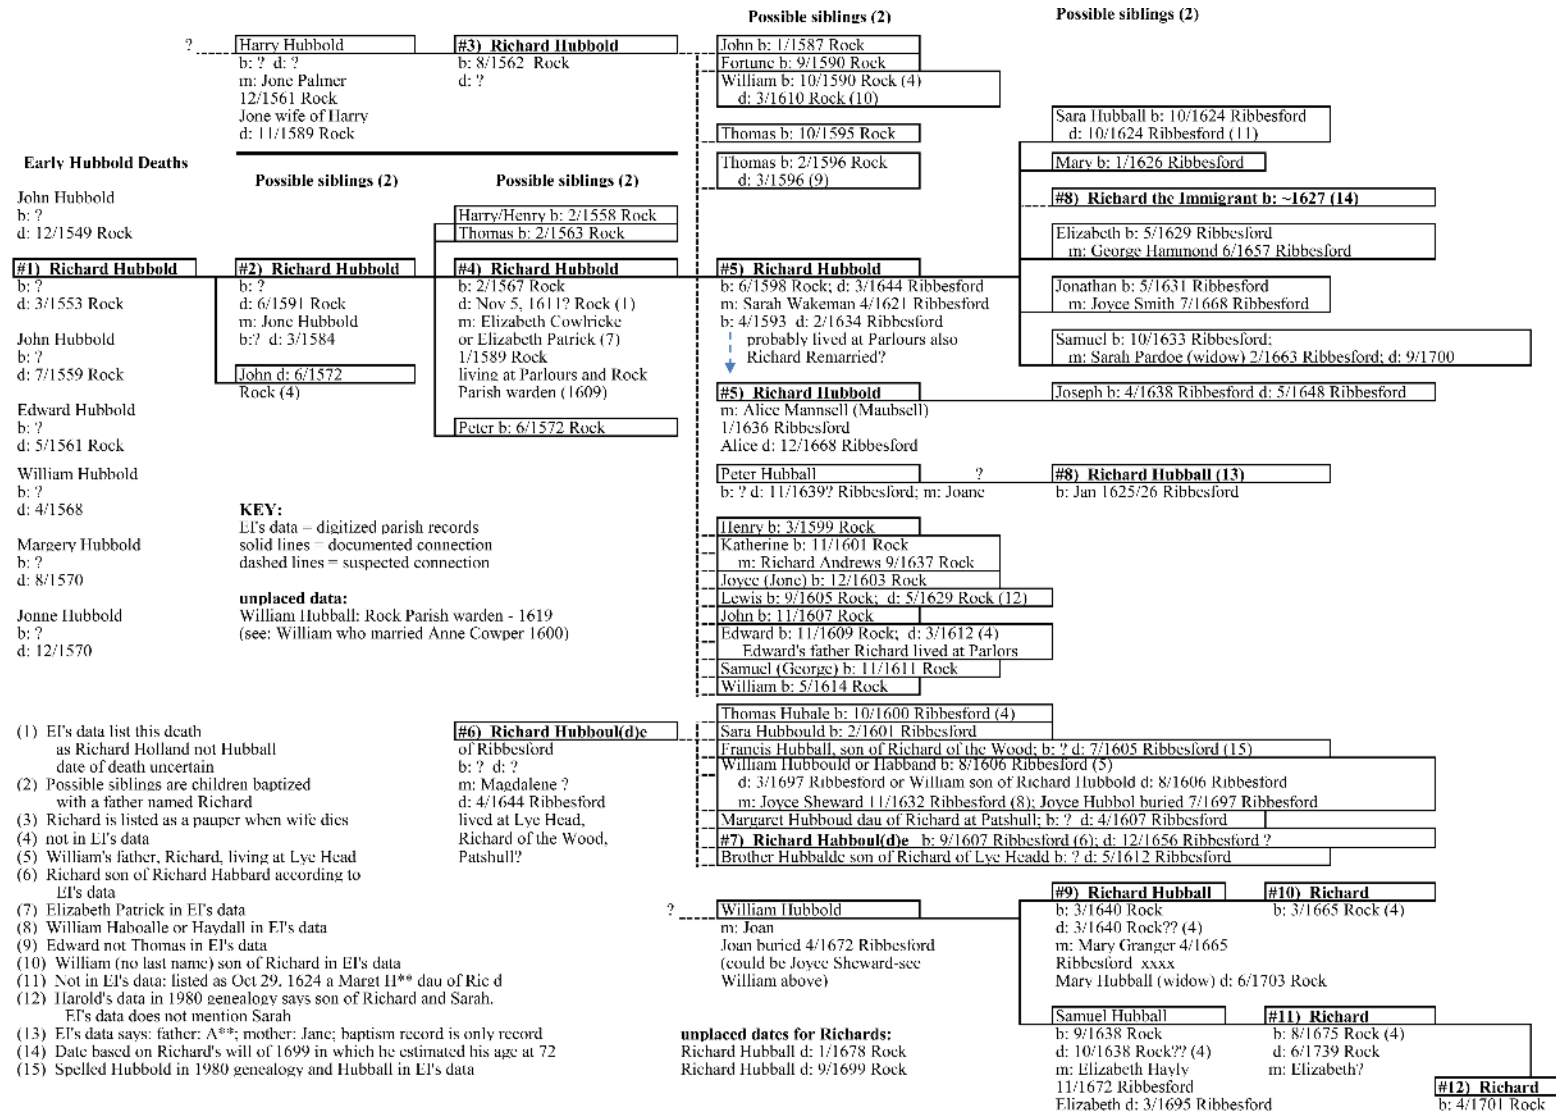 Possible siblings (2)
Possible siblings (2)
?
Harry Hubbold
b: ? d: ?
m: Jone Palmer
12/1561 Rock
Jone wife of Harry
d: 11/1589 Rock
#3) Richard Hubbold
b: 8/1562 Rock
d: ?
John b: 1/1587 Rock
Fortune b: 9/1590 Rock
William b: 10/1590 Rock (4)
d: 3/1610 Rock (10)
Thomas b: 10/1595 Rock
Thomas b: 2/1596 Rock
d: 3/1596 (9)
Sara Hubball b: 10/1624 Ribbesford
d: 10/1624 Ribbesford (11)
Mary b: 1/1626 Ribbesford
#8) Richard the Immigrant b: ~1627 (14)
Elizabeth b: 5/1629 Ribbesford
m: George Hammond 6/1657 Ribbesford
Jonathan b: 5/1631 Ribbesford
m: Joyce Smith 7/1668 Ribbesford
Samuel b: 10/1633 Ribbesford;
m: Sarah Pardoe (widow) 2/1663 Ribbesford; d: 9/1700
Early Hubbold Deaths
John Hubbold
b: ?
d: 12/1549 Rock
#1) Richard Hubbold
b: ?
d: 3/1553 Rock
John Hubbold
b: ?
d: 7/1559 Rock
Edward Hubbold
b: ?
d: 5/1561 Rock
William Hubbold
b: ?
d: 4/1568
Margery Hubbold
b: ?
d: 8/1570
Jonne Hubbold
b: ?
d: 12/1570
Possible siblings (2)
#2) Richard Hubbold
b: ?
d: 6/1591 Rock
m: Jone Hubbold
b:? d: 3/1584
John d: 6/1572
Rock (4)
Possible siblings (2)
Harry/Henry b: 2/1558 Rock
Thomas b: 2/1563 Rock
#4) Richard Hubbold
b: 2/1567 Rock
d: Nov 5, 1611? Rock (1)
m: Elizabeth Cowlricke
or Elizabeth Patrick (7)
1/1589 Rock
living at Parlours and Rock
Parish warden (1609)
Peter b: 6/1572 Rock
#5) Richard Hubbold
b: 6/1598 Rock; d: 3/1644 Ribbesford
m: Sarah Wakeman 4/1621 Ribbesford
b: 4/1593 d: 2/1634 Ribbesford
probably lived at Parlours also
Richard Remarried?
#5) Richard Hubbold
m: Alice Mannsell (Maubsell)
1/1636 Ribbesford
Alice d: 12/1668 Ribbesford
Joseph b: 4/1638 Ribbesford d: 5/1648 Ribbesford
Peter Hubball
b: ? d: 11/1639? Ribbesford; m: Joane
?
#8) Richard Hubball (13)
b: Jan 1625/26 Ribbesford
KEY:
EI's data = digitized parish records
solid lines = documented connection
dashed lines = suspected connection
unplaced data:
William Hubball: Rock Parish warden - 1619
(see: William who married Anne Cowper 1600)
Henry b: 3/1599 Rock
Katherine b: 11/1601 Rock
m: Richard Andrews 9/1637 Rock
Joyce (Jone) b: 12/1603 Rock
Lewis b: 9/1605 Rock; d: 5/1629 Rock (12)
John b: 11/1607 Rock
Edward b: 11/1609 Rock; d: 3/1612 (4)
Edward's father Richard lived at Parlors
Samuel (George) b: 11/1611 Rock
William b: 5/1614 Rock
(1) EI's data list this death
as Richard Holland not Hubball
date of death uncertain
(2) Possible siblings are children baptized
with a father named Richard
(3) Richard is listed as a pauper when wife dies
(4) not in EI's data
(5) William's father, Richard, living at Lye Head
(6) Richard son of Richard Habbard according to
EI's data
(7) Elizabeth Patrick in EI's data
(8) William Haboalle or Haydall in EI's data
(9) Edward not Thomas in EI's data
(10) William (no last name) son of Richard in EI's data
(11) Not in EI's data: listed as Oct 29, 1624 a Margt H** dau of Ric d
(12) Harold's data in 1980 genealogy says son of Richard and Sarah.
EI's data does not mention Sarah
(13) EI's data says: father: A**; mother: Jane; baptism record is only record
(14) Date based on Richard's will of 1699 in which he estimated his age at 72
(15) Spelled Hubbold in 1980 genealogy and Hubball in EI's data
#6) Richard Hubboul(d)e
of Ribbesford
b: ? d: ?
m: Magdalene ?
d: 4/1644 Ribbesford
lived at Lye Head,
Richard of the Wood,
Patshull?
Thomas Hubale b: 10/1600 Ribbesford (4)
Sara Hubbould b: 2/1601 Ribbesford
Francis Hubball, son of Richard of the Wood; b: ? d: 7/1605 Ribbesford (15)
William Hubbould or Habband b: 8/1606 Ribbesford (5)
d: 3/1697 Ribbesford or William son of Richard Hubbold d: 8/1606 Ribbesford
m: Joyce Sheward 11/1632 Ribbesford (8); Joyce Hubbol buried 7/1697 Ribbesford
Margaret Hubboud dau of Richard at Patshull; b: ? d: 4/1607 Ribbesford
#7) Richard Habboul(d)e b: 9/1607 Ribbesford (6); d: 12/1656 Ribbesford ?
Brother Hubbalde son of Richard of Lye Headd b: ? d: 5/1612 Ribbesford
?
William Hubbold
m: Joan
Joan buried 4/1672 Ribbesford
(could be Joyce Sheward-see
William above)
#9) Richard Hubball
b: 3/1640 Rock
d: 3/1640 Rock?? (4)
m: Mary Granger 4/1665
Ribbesford xxxx
Mary Hubball (widow) d: 6/1703 Rock
#10) Richard
b: 3/1665 Rock (4)
Samuel Hubball
b: 9/1638 Rock
d: 10/1638 Rock?? (4)
m: Elizabeth Hayly
11/1672 Ribbesford
Elizabeth d: 3/1695 Ribbesford
#11) Richard
b: 8/1675 Rock (4)
d: 6/1739 Rock
m: Elizabeth?
#12) Richard
b: 4/1701 Rock
unplaced dates for Richards:
Richard Hubball d: 1/1678 Rock
Richard Hubball d: 9/1699 Rock